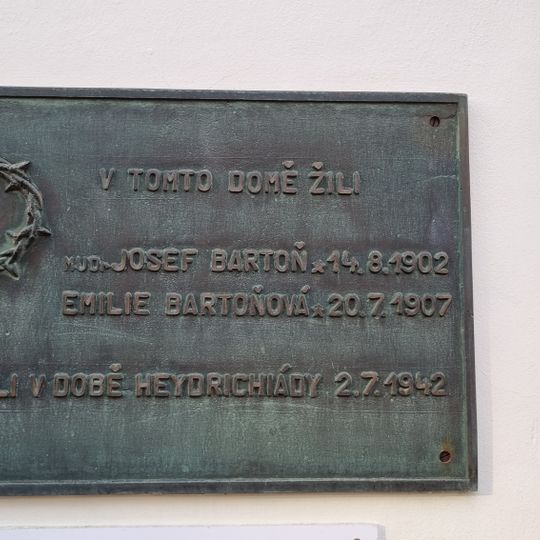 V TOMTO DOMĚ ŽILI
MUDr. JOSEF BARTOŇ * 14.8.1902
EMILIE BARTOŇOVÁ * 20.7.1907
LI V DOBĚ HEYDRICHIÁDY 2.7.1942